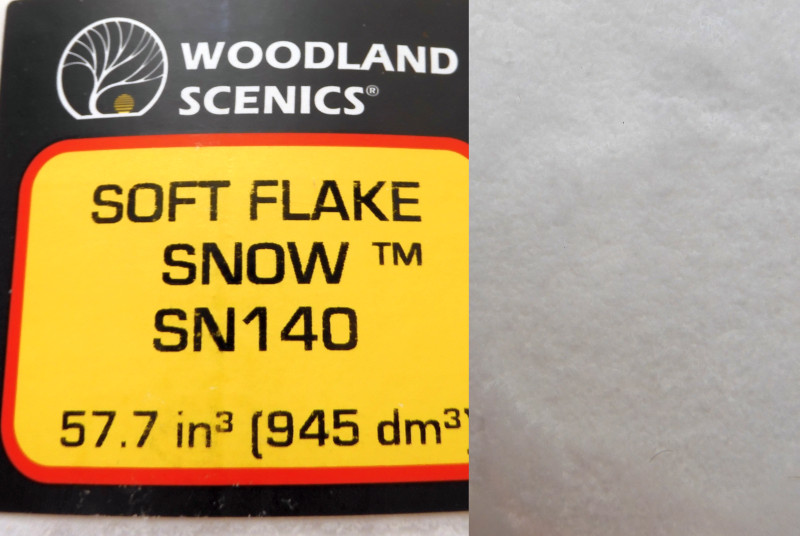 WOODLAND
SCENICS®
SOFT FLAKE
SNOW ™
SN140
57.7 in³ (945 dm³)